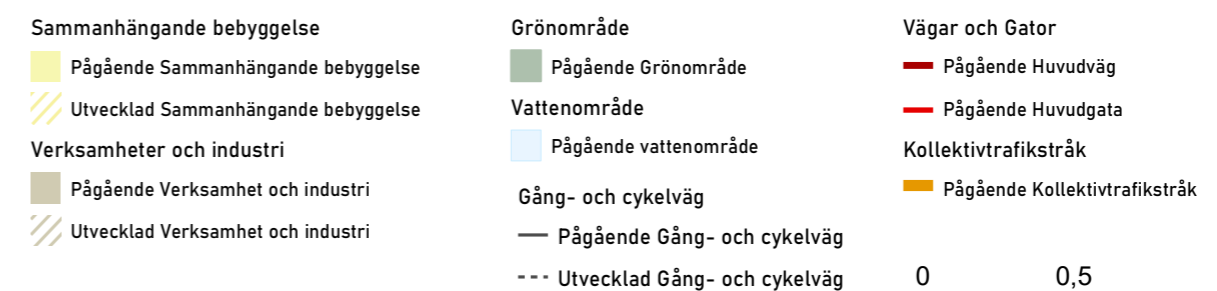 Sammanhängande bebyggelse
Pågående Sammanhängande bebyggelse
Utvecklad Sammanhängande bebyggelse
Verksamheter och industri
Pågående Verksamhet och industri
Utvecklad Verksamhet och industri
Grönområde
Pågående Grönområde
Vattenområde
Pågående vattenområde
Gång- och cykelväg
Pågående Gång- och cykelväg
Utvecklad Gång- och cykelväg
Vägar och Gator
Pågående Huvudväg
Pågående Huvudgata
Kollektivtrafikstråk
Pågående Kollektivtrafikstråk
0 0,5